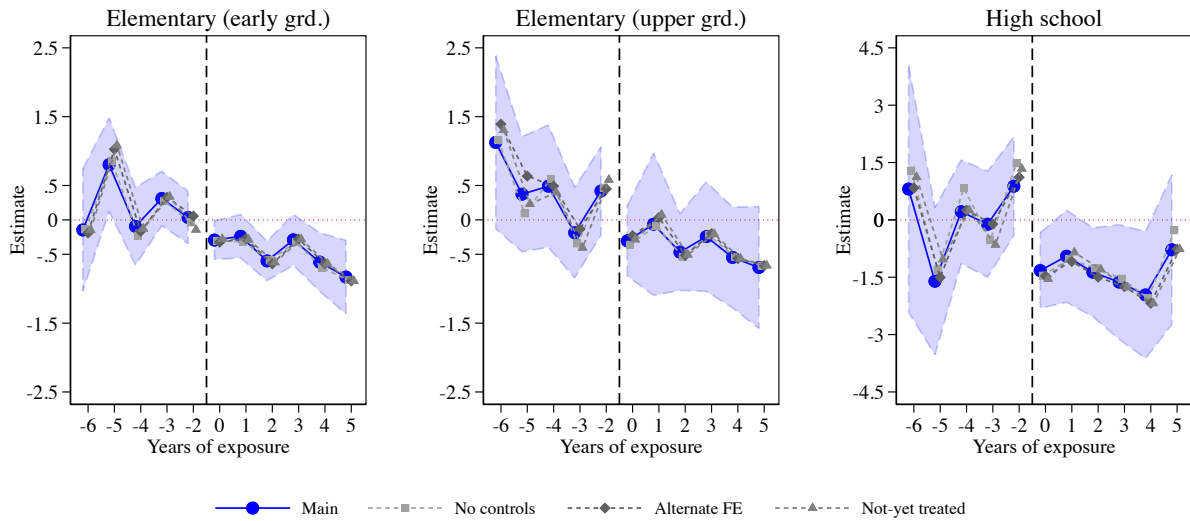 Elementary (early grd.)
Estimate
2.5
1.5
.5
0
-.5
-1.5
-2.5
-6 -5 -4 -3 -2 0 1 2 3 4 5
Years of exposure
Elementary (upper grd.)
Estimate
2.5
1.5
.5
0
-.5
-1.5
-2.5
-6 -5 -4 -3 -2 0 1 2 3 4 5
Years of exposure
High school
Estimate
4.5
3
1.5
0
-1.5
-3
-4.5
-6 -5 -4 -3 -2 0 1 2 3 4 5
Years of exposure
Main No controls Alternate FE Not-yet treated